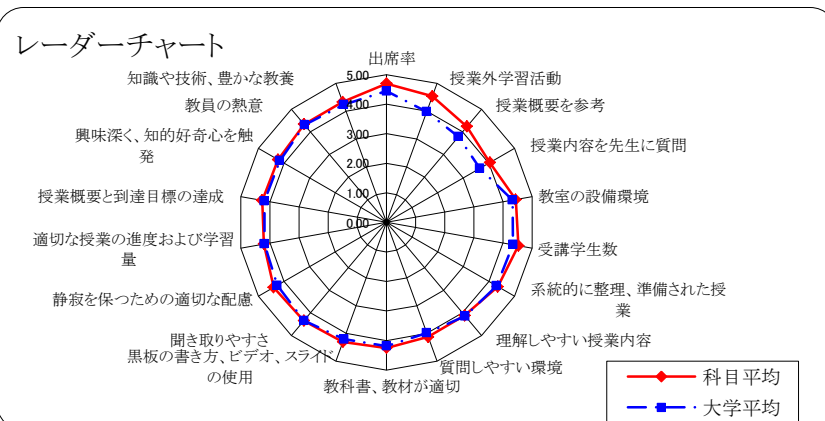 レーダーチャート
出席率
授業外学習活動
授業概要を参考
授業内容を先生に質問
教室の設備環境
受講学生数
系統的に整理、準備された授
業
理解しやすい授業内容
質問しやすい環境
教科書、教材が適切
黒板の書き方、ビデオ、スライド
の使用
聞き取りやすさ
静寂を保つための適切な配慮
適切な授業の進度および学習
量
授業概要と到達目標の達成
興味深く、知的好奇心を触
発
教員の熱意
知識や技術、豊かな教養
5.00
4.00
3.00
2.00
1.00
0.00
科目平均
大学平均